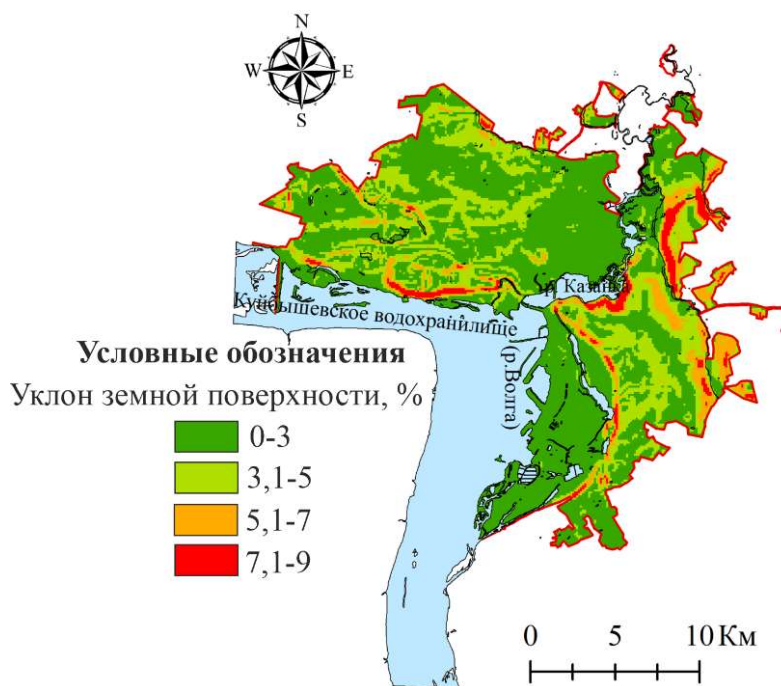 N
W E
S
р. Казанка
Куйбышевское водохранилище
(р.Волга)
Условные обозначения
Уклон земной поверхности, %
0-3
3,1-5
5,1-7
7,1-9
0 5 10 Км